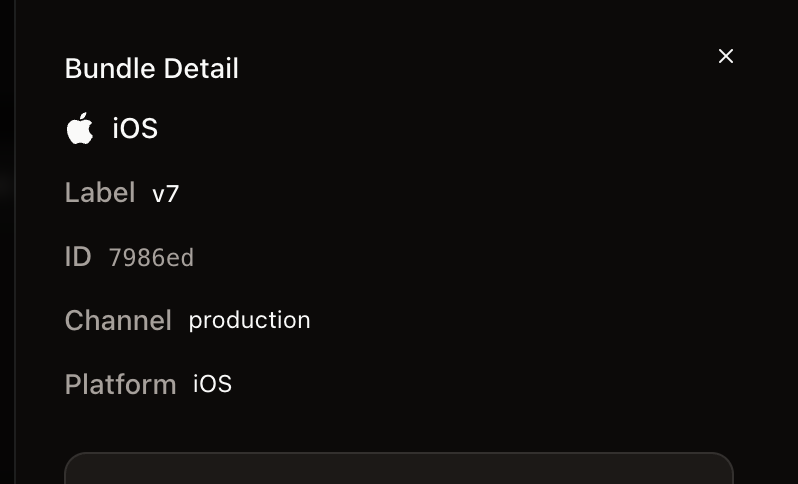 Bundle Detail
iOS
Label v7
ID 7986ed
Channel production
Platform iOS